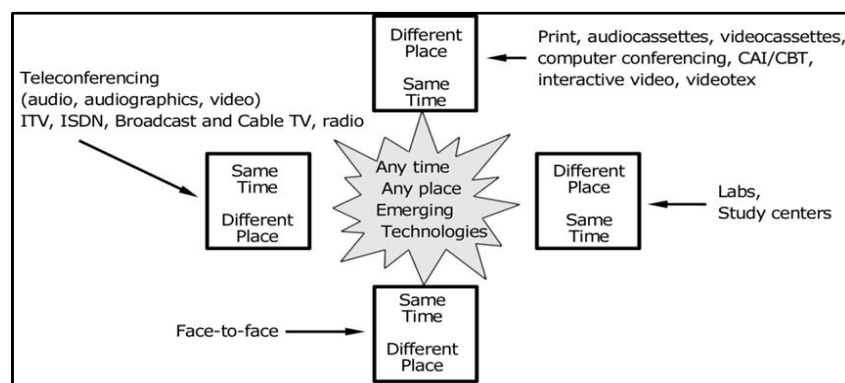 Different
Place
Same
Time
Print, audiocassettes, videocassettes,
computer conferencing, CAI/CBT,
interactive video, videotex
Teleconferencing
(audio, audiographics, video)
ITV, ISDN, Broadcast and Cable TV, radio
Same
Time
Different
Place
Any time
Any place
Emerging
Technologies
Different
Place
Same
Time
Labs,
Study centers
Face-to-face
Same
Time
Different
Place